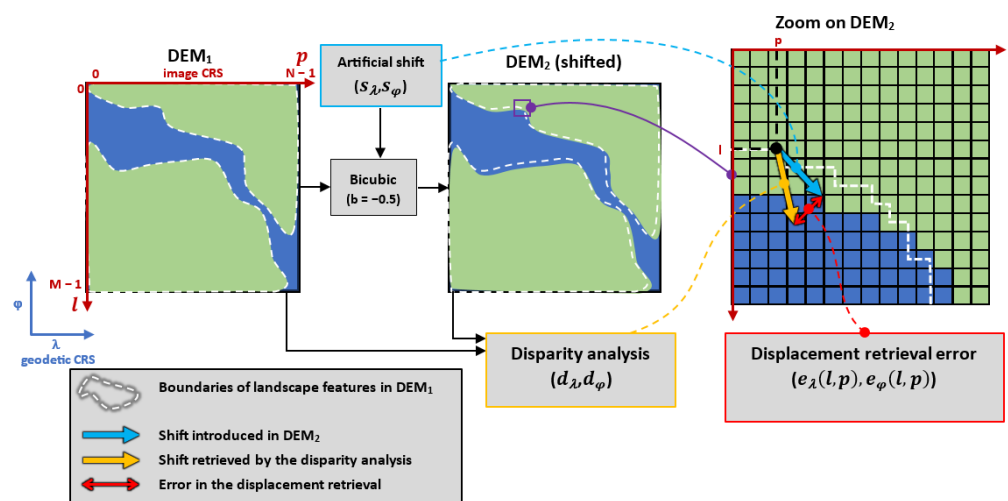 DEM₁
0
image CRS
p
N – 1
0
M – 1
l
φ
λ
geodetic CRS
Artificial shift
(s_λ,s_φ)
Bicubic
(b = −0.5)
DEM₂ (shifted)
Zoom on DEM₂
p
l
Disparity analysis
(d_λ,d_φ)
Displacement retrieval error
(e_λ(l,p), e_φ(l,p))
Boundaries of landscape features in DEM₁
Shift introduced in DEM₂
Shift retrieved by the disparity analysis
Error in the displacement retrieval